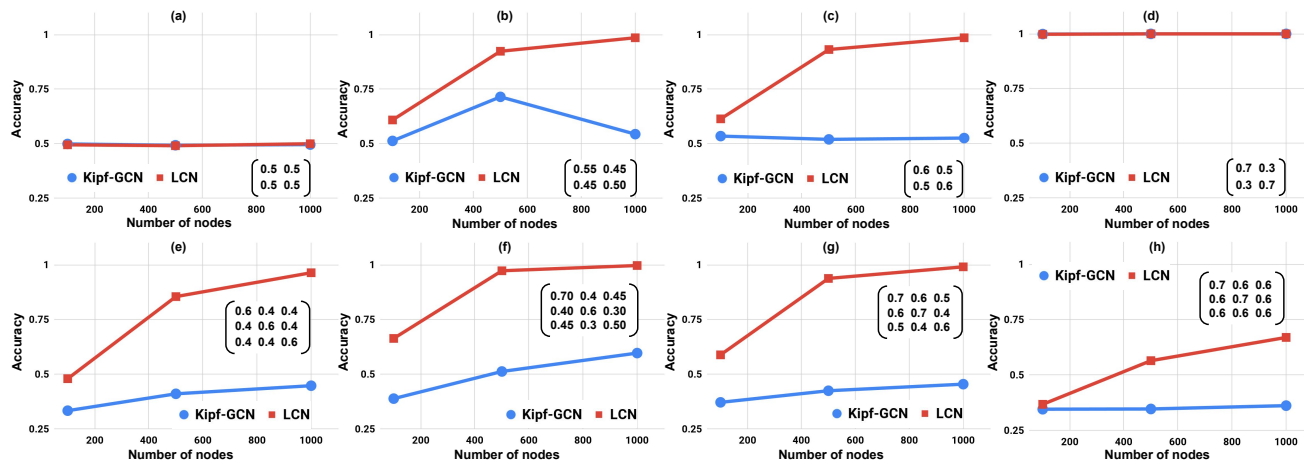 (a)
Accuracy
1
0.75
0.5
0.25
Kipf-GCN LCN
0.5 0.5
0.5 0.5
200 400 600 800 1000
Number of nodes
(b)
Accuracy
1
0.75
0.5
0.25
Kipf-GCN LCN
0.55 0.45
0.45 0.50
200 400 600 800 1000
Number of nodes
(c)
Accuracy
1
0.75
0.5
0.25
Kipf-GCN LCN
0.6 0.5
0.5 0.6
200 400 600 800 1000
Number of nodes
(d)
Accuracy
1
0.75
0.5
0.25
Kipf-GCN LCN
0.7 0.3
0.3 0.7
200 400 600 800 1000
Number of nodes
(e)
Accuracy
1
0.75
0.5
0.25
0.6 0.4 0.4
0.4 0.6 0.4
0.4 0.4 0.6
Kipf-GCN LCN
200 400 600 800 1000
Number of nodes
(f)
Accuracy
1
0.75
0.5
0.25
0.70 0.4 0.45
0.40 0.6 0.30
0.45 0.3 0.50
Kipf-GCN LCN
200 400 600 800 1000
Number of nodes
(g)
Accuracy
1
0.75
0.5
0.25
0.7 0.6 0.5
0.6 0.7 0.4
0.5 0.4 0.6
Kipf-GCN LCN
200 400 600 800 1000
Number of nodes
(h)
Accuracy
1
0.75
0.5
0.25
Kipf-GCN LCN
0.7 0.6 0.6
0.6 0.7 0.6
0.6 0.6 0.6
200 400 600 800 1000
Number of nodes